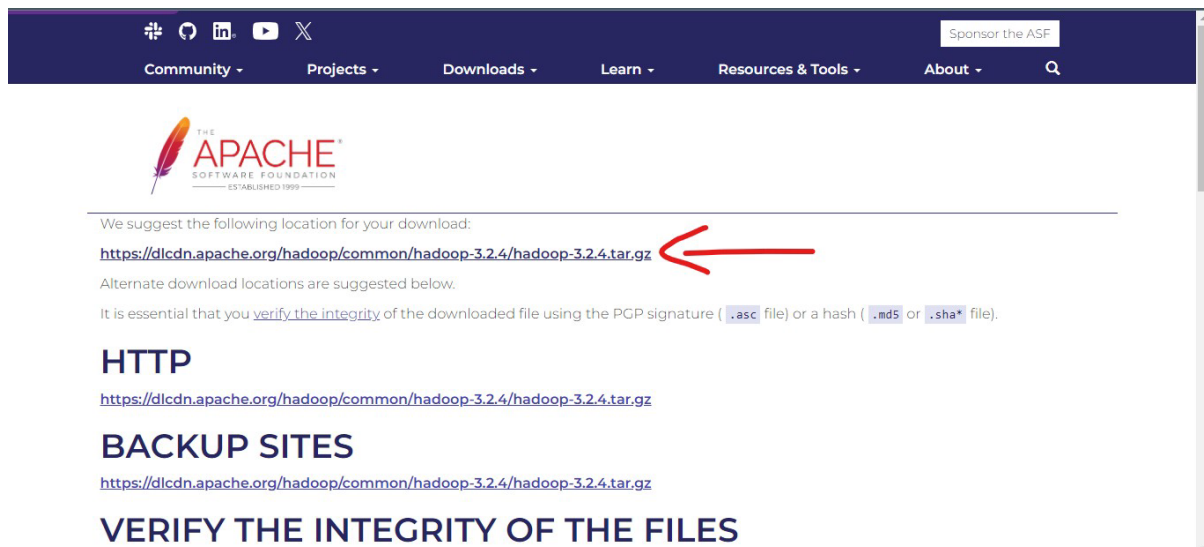 Sponsor the ASF
Community Projects Downloads Learn Resources & Tools About
THE
APACHE®
SOFTWARE FOUNDATION
ESTABLISHED 1999
We suggest the following location for your download:
https://dlcdn.apache.org/hadoop/common/hadoop-3.2.4/hadoop-3.2.4.tar.gz
Alternate download locations are suggested below.
It is essential that you verify the integrity of the downloaded file using the PGP signature ( .asc file) or a hash ( .md5 or .sha* file).
HTTP
https://dlcdn.apache.org/hadoop/common/hadoop-3.2.4/hadoop-3.2.4.tar.gz
BACKUP SITES
https://dlcdn.apache.org/hadoop/common/hadoop-3.2.4/hadoop-3.2.4.tar.gz
VERIFY THE INTEGRITY OF THE FILES